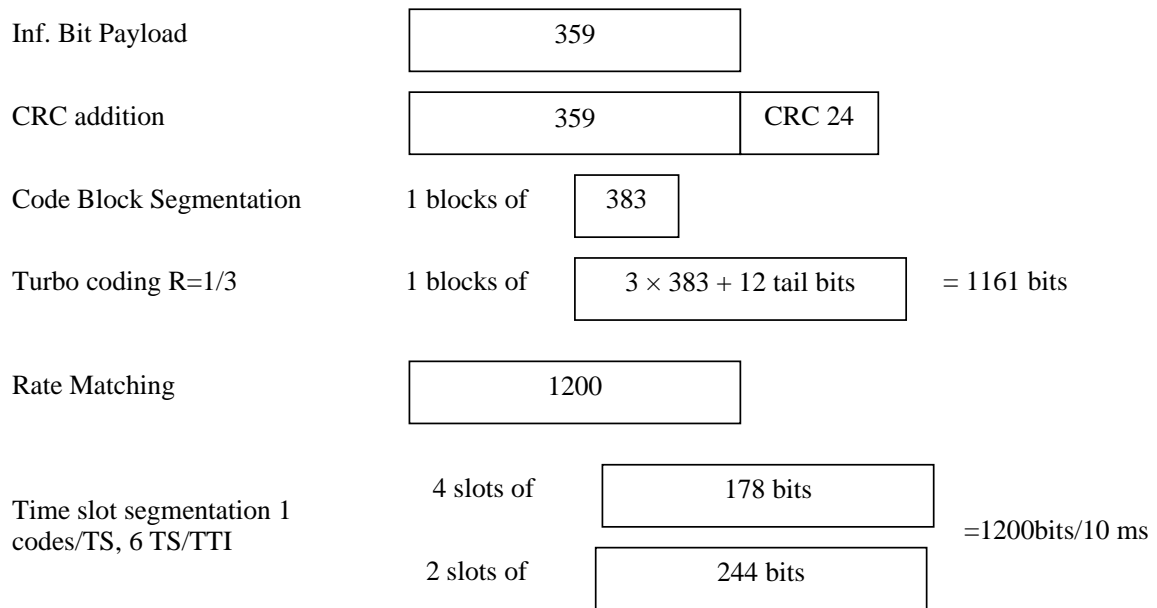 Inf. Bit Payload 359
CRC addition 359 CRC 24
Code Block Segmentation 1 blocks of 383
Turbo coding R=1/3 1 blocks of 3 × 383 + 12 tail bits = 1161 bits
Rate Matching 1200
4 slots of 178 bits
Time slot segmentation 1
codes/TS, 6 TS/TTI
=1200bits/10 ms
2 slots of 244 bits